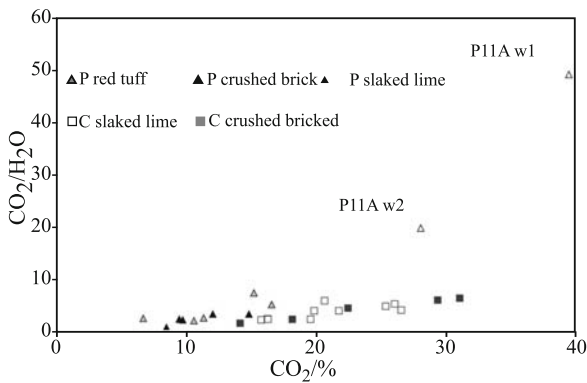 60
50
40
30
20
10
0
CO2/H2O
P11A w1
P red tuff P crushed brick P slaked lime
C slaked lime C crushed bricked
P11A w2
0 10 20 30 40
CO2/%